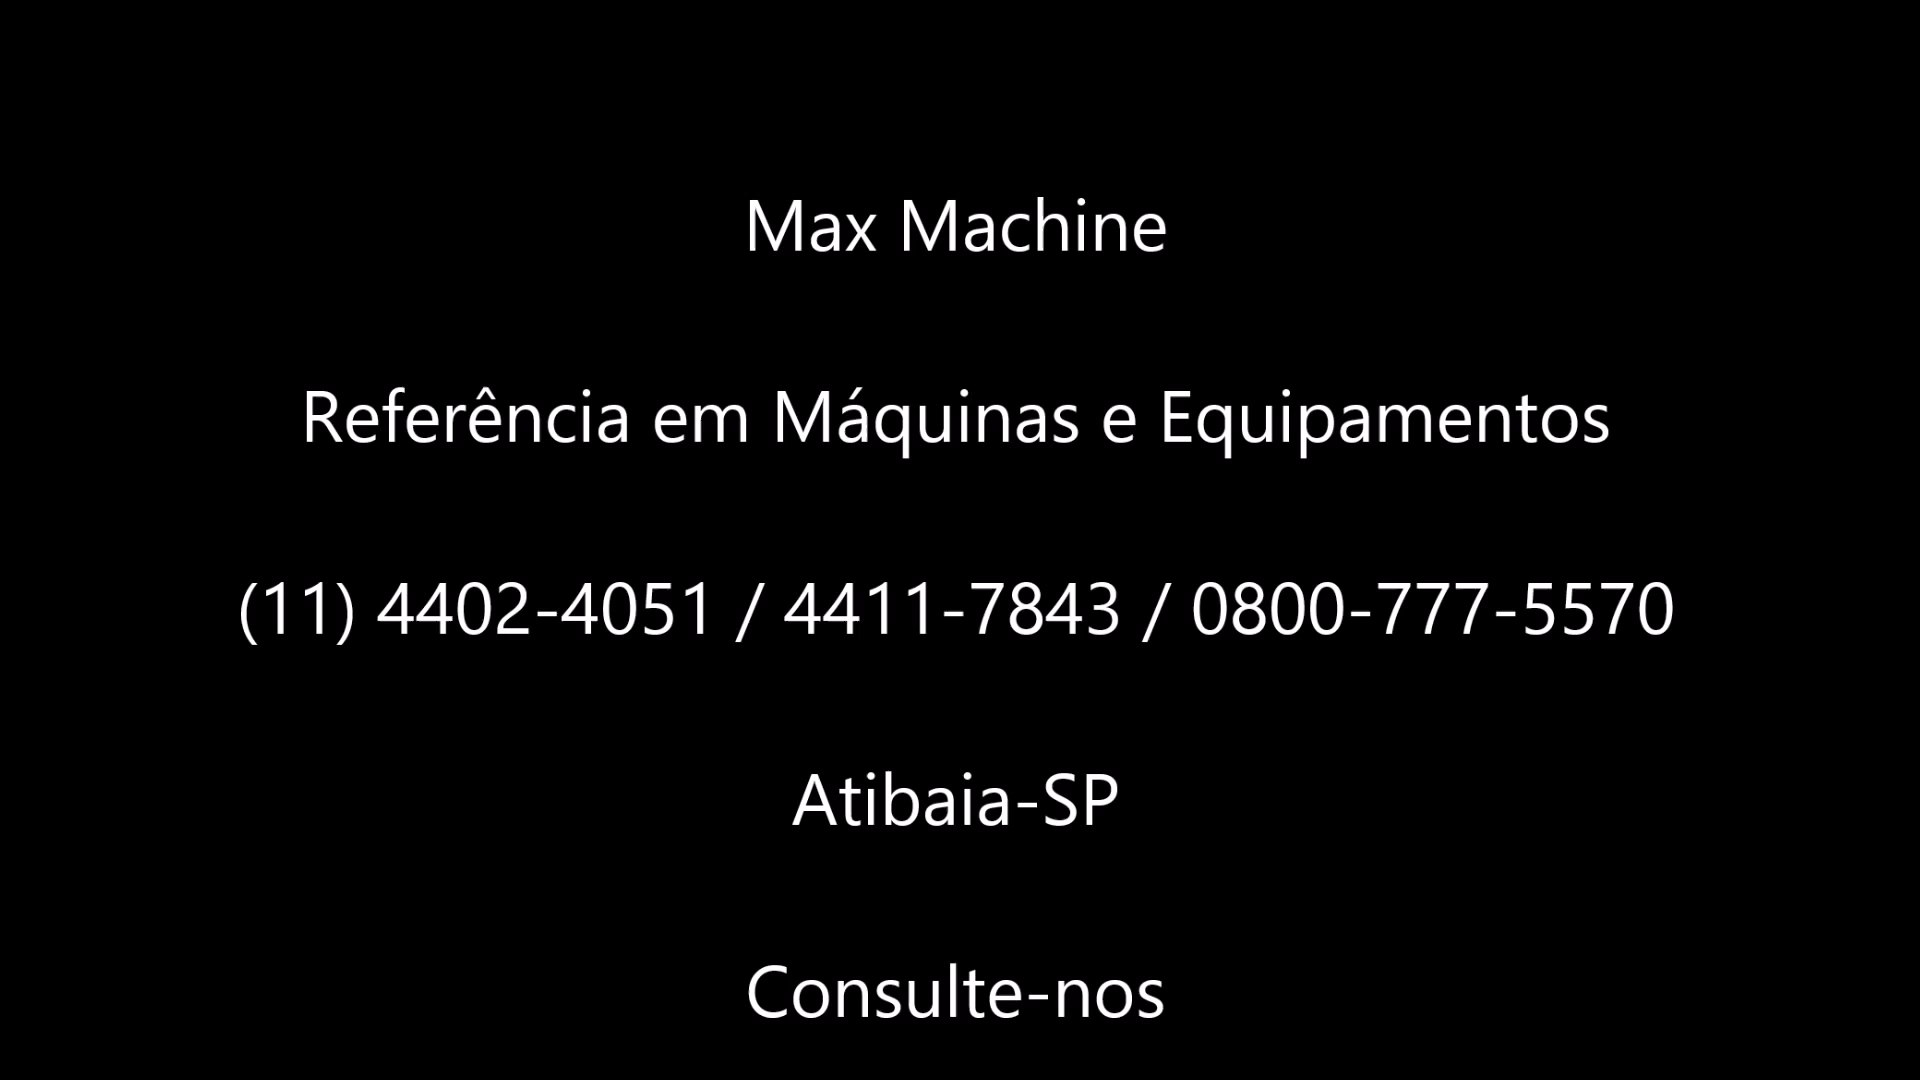 Max Machine
Referência em Máquinas e Equipamentos
(11) 4402-4051 / 4411-7843 / 0800-777-5570
Atibaia-SP
Consulte-nos